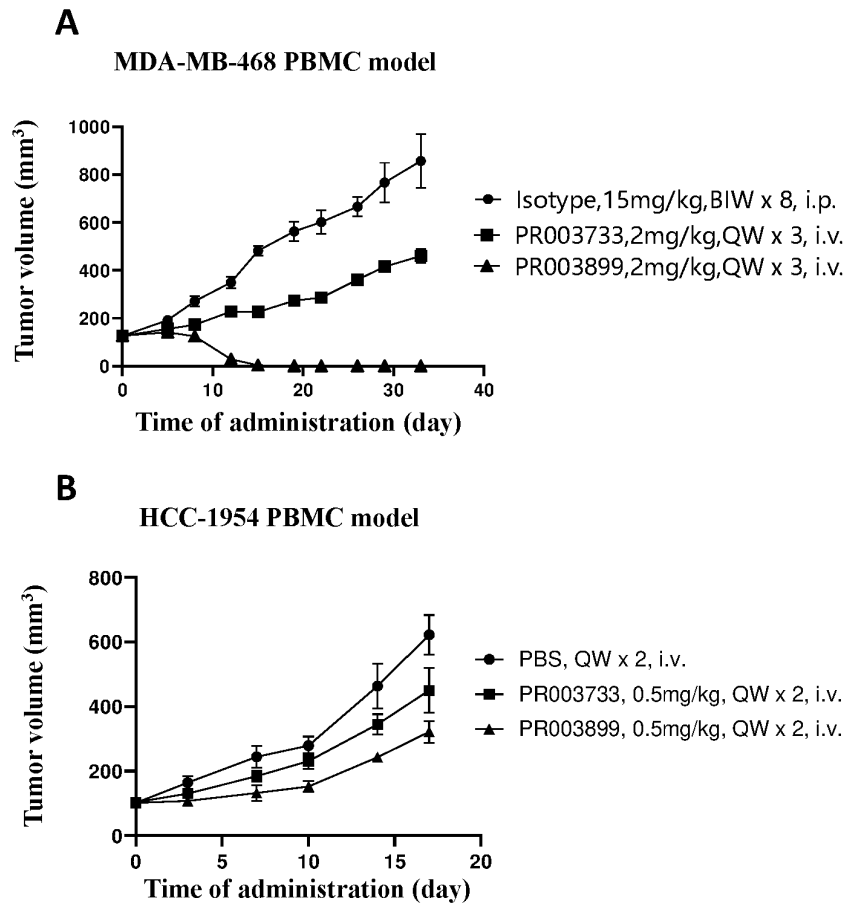 A
MDA-MB-468 PBMC model
Tumor volume (mm³)
1000
800
600
400
200
0
0
10
20
30
40
Time of administration (day)
Isotype,15mg/kg,BIW x 8, i.p.
PR003733,2mg/kg,QW x 3, i.v.
PR003899,2mg/kg,QW x 3, i.v.
B
HCC-1954 PBMC model
Tumor volume (mm³)
800
600
400
200
0
0
5
10
15
20
Time of administration (day)
PBS, QW x 2, i.v.
PR003733, 0.5mg/kg, QW x 2, i.v.
PR003899, 0.5mg/kg, QW x 2, i.v.